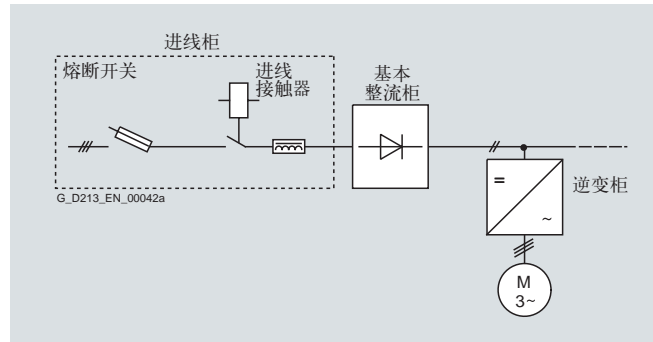 进线柜
熔断开关
进线
接触器
基本
整流柜
G_D213_EN_00042a
=
~
逆变柜
M
3~